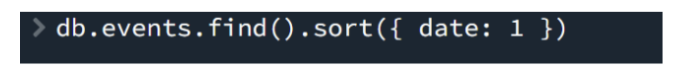 > db.events.find().sort({ date: 1 })